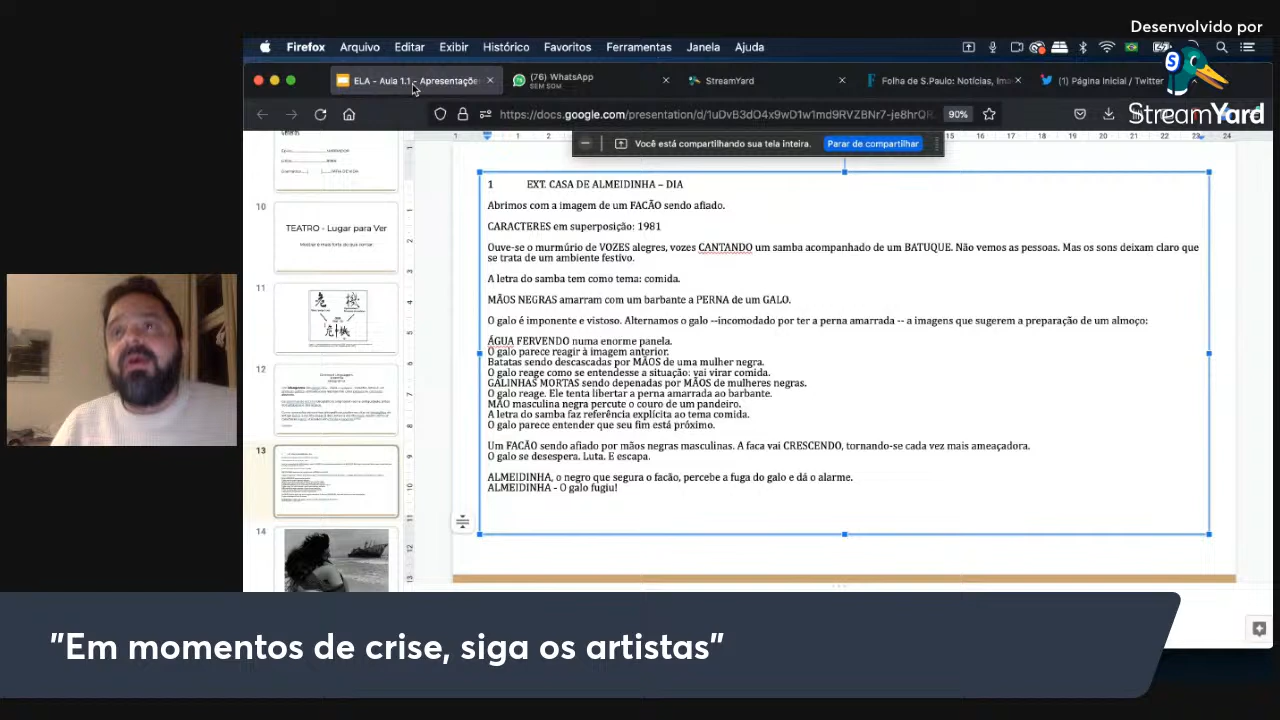 Desenvolvido por
StreamYard
Firefox Arquivo Editar Exibir Histórico Favoritos Ferramentas Janela Ajuda
ELA - Aula 1.1 - Apresentaçõe
(76) WhatsApp
SEM SOM
StreamYard
Folha de S.Paulo: Notícias, Ima
(1) Página Inicial / Twitter
https://docs.google.com/presentation/d/1uDvB3dO4x9wD1w1md9RVZBNr7-je8hrQR
90%
Você está compartilhando sua tela inteira.
Parar de compartilhar
10
TEATRO - Lugar para Ver
11
12
13
14
1 EXT. CASA DE ALMEIDINHA – DIA
Abrimos com a imagem de um FACÃO sendo afiado.
CARACTERES em superposição: 1981
Ouve-se o murmúrio de VOZES alegres, vozes CANTANDO um samba acompanhado de um BATUQUE. Não vemos as pessoas. Mas os sons deixam claro que
se trata de um ambiente festivo.
A letra do samba tem como tema: comida.
MÃOS NEGRAS amarram com um barbante a PERNA de um GALO.
O galo é imponente e vistoso. Alternamos o galo --incomodado por ter a perna amarrada -- a imagens que sugerem a preparação de um almoço:
ÁGUA FERVENDO numa enorme panela.
O galo parece reagir à imagem anterior.
Batatas sendo descascadas por MÃOS de uma mulher negra.
O galo reage como se entendesse a situação: vai virar comida.
GALINHAS MORTAS sendo depenadas por MÃOS de mulheres negras.
O galo reage. Ele tenta libertar a perna amarrada ao barbante.
MÃO masculina negra percute o couro de um pandeiro.
A letra do samba faz referência explícita ao tema comida.
O galo parece entender que seu fim está próximo.
Um FACÃO sendo afiado por mãos negras masculinas. A faca vai CRESCENDO, tornando-se cada vez mais ameaçadora.
O galo se desespera. Luta. E escapa.
ALMEIDINHA, o negro que segura o facão, percebe a fuga do galo e dá o alarme.
ALMEIDINHA – O galo fugiu!
"Em momentos de crise, siga os artistas"